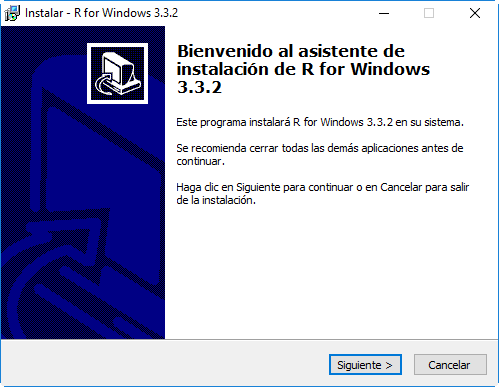 Instalar - R for Windows 3.3.2
Bienvenido al asistente de
instalación de R for Windows
3.3.2
Este programa instalará R for Windows 3.3.2 en su sistema.
Se recomienda cerrar todas las demás aplicaciones antes de
continuar.
Haga clic en Siguiente para continuar o en Cancelar para salir
de la instalación.
Siguiente >
Cancelar